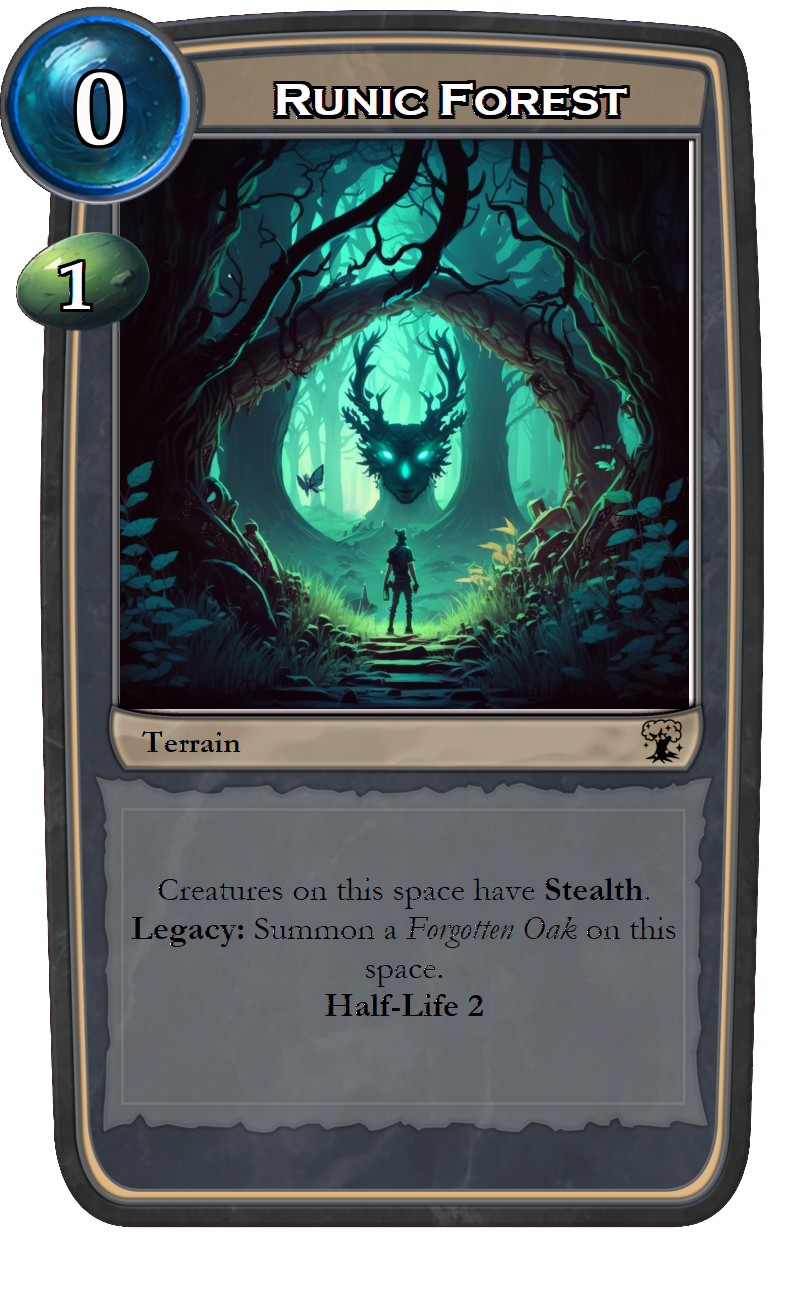 0
RUNIC FOREST
1
Terrain
Creatures on this space have Stealth.
Legacy: Summon a Forgotten Oak on this
space.
Half-Life 2